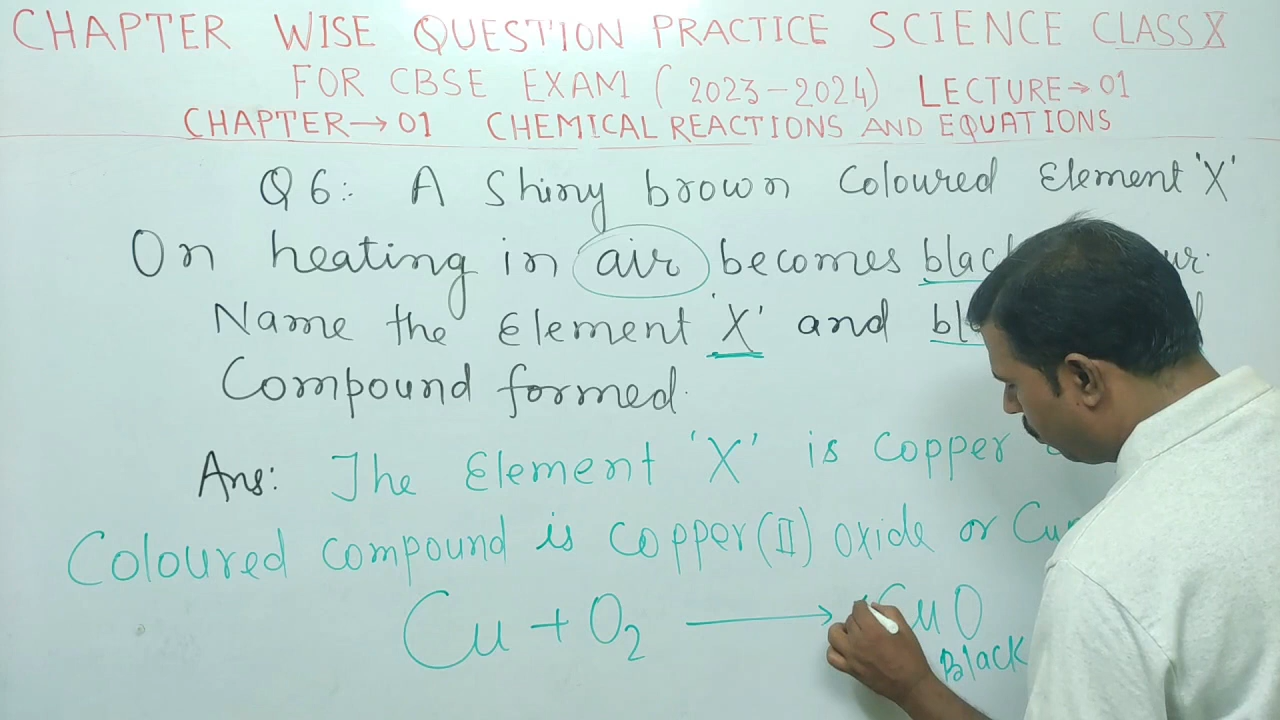 CHAPTER WISE QUESTION PRACTICE SCIENCE CLASS X
FOR CBSE EXAM (2023-2024) LECTURE→01
CHAPTER→01 CHEMICAL REACTIONS AND EQUATIONS
Q6:. A Shiny brown Coloured Element 'X'
On heating in air becomes
Name the Element 'X' and
Compound formed.
Ans: The Element 'X' is Copper
Coloured compound is Copper(II) oxide or
Cu + O2 → CuO
Black